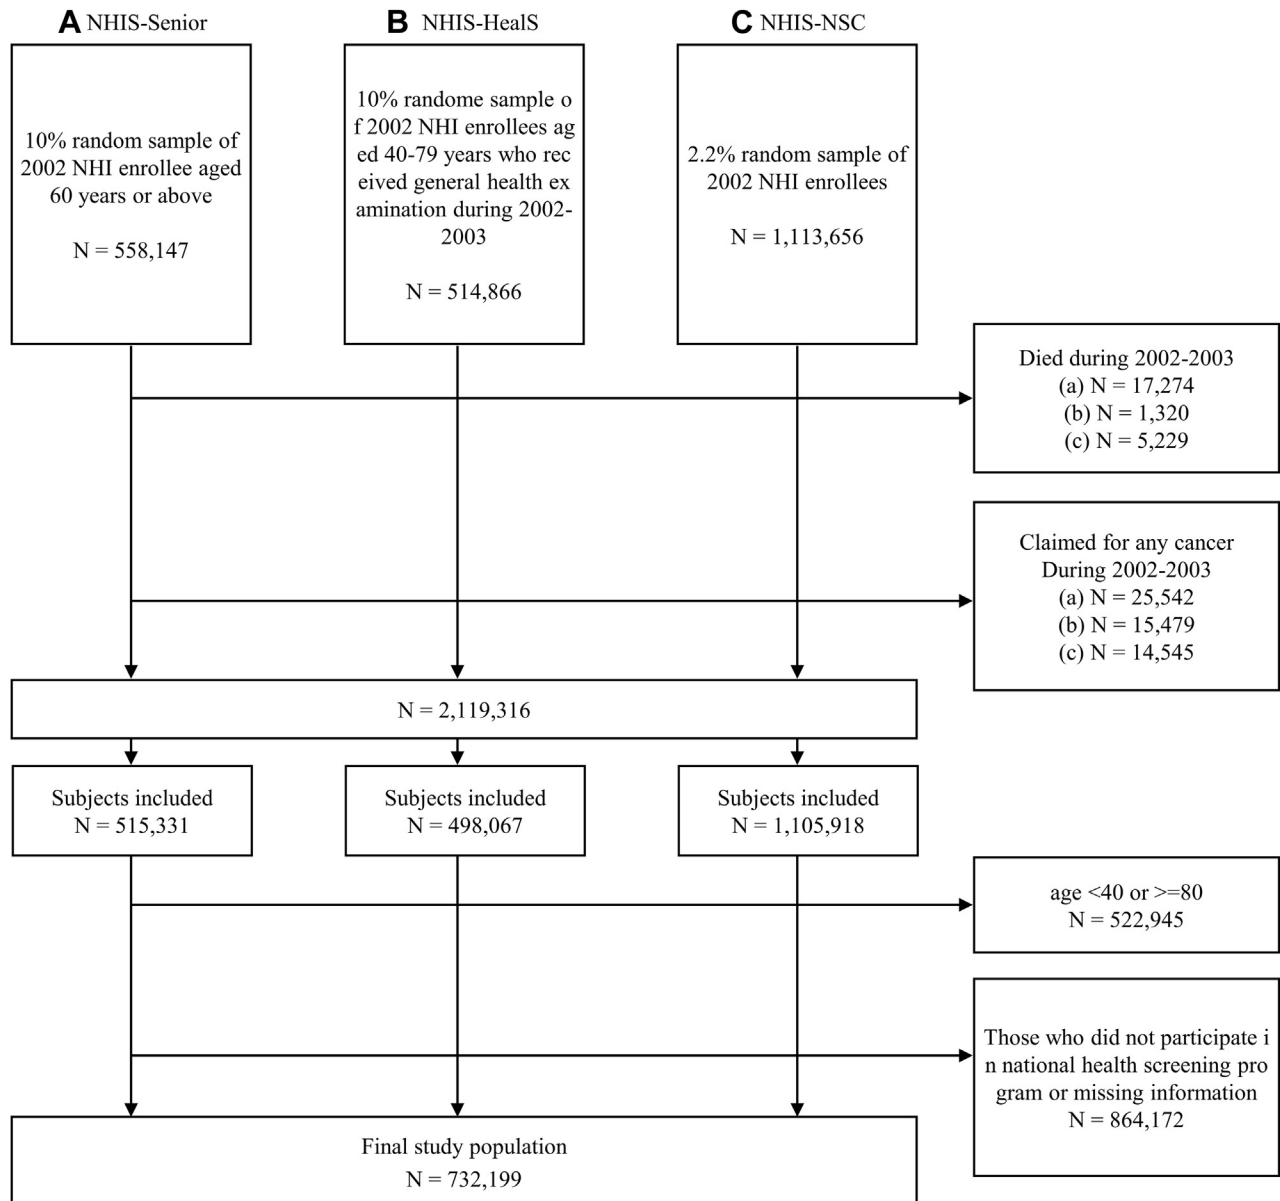 A NHIS-Senior
B NHIS-HealS
C NHIS-NSC
10% random sample of
2002 NHI enrollee aged
60 years or above
N = 558,147
10% randome sample o
f 2002 NHI enrollees ag
ed 40-79 years who rec
eived general health ex
amination during 2002-
2003
N = 514,866
2.2% random sample of
2002 NHI enrollees
N = 1,113,656
Died during 2002-2003
(a) N = 17,274
(b) N = 1,320
(c) N = 5,229
Claimed for any cancer
During 2002-2003
(a) N = 25,542
(b) N = 15,479
(c) N = 14,545
N = 2,119,316
Subjects included
N = 515,331
Subjects included
N = 498,067
Subjects included
N = 1,105,918
age <40 or >=80
N = 522,945
Those who did not participate i
n national health screening pro
gram or missing information
N = 864,172
Final study population
N = 732,199